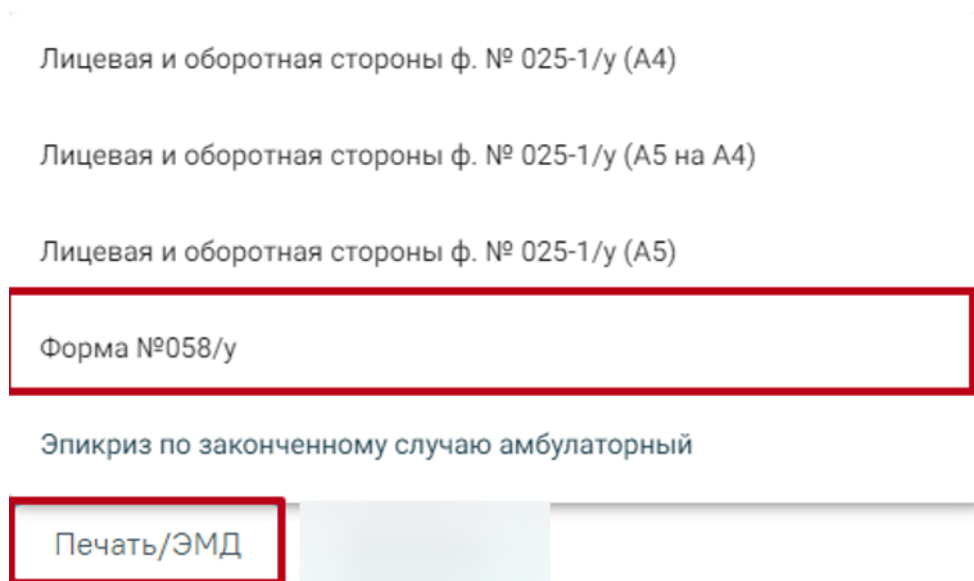 Лицевая и оборотная стороны ф. № 025-1/у (А4)
Лицевая и оборотная стороны ф. № 025-1/у (А5 на А4)
Лицевая и оборотная стороны ф. № 025-1/у (А5)
Форма №058/у
Эпикриз по законченному случаю амбулаторный
Печать/ЭМД